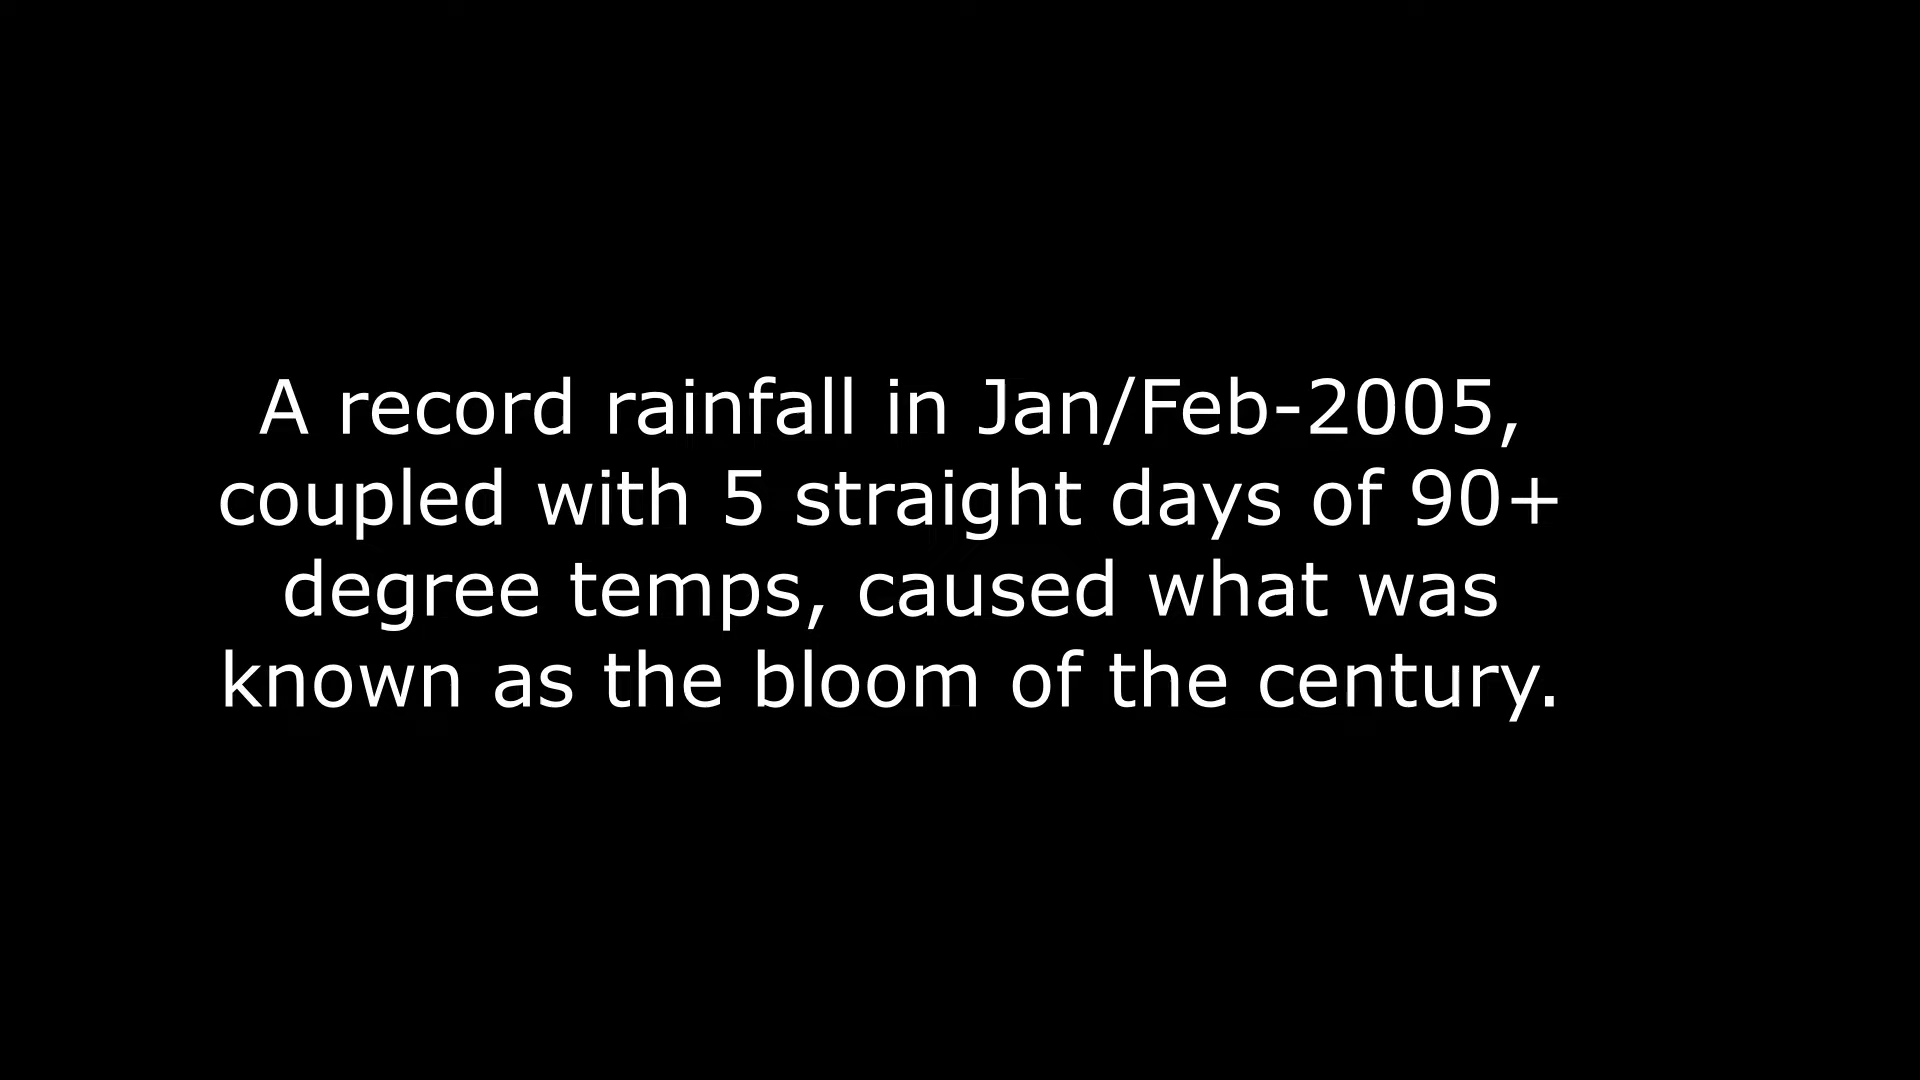 A record rainfall in Jan/Feb-2005,
coupled with 5 straight days of 90+
degree temps, caused what was
known as the bloom of the century.